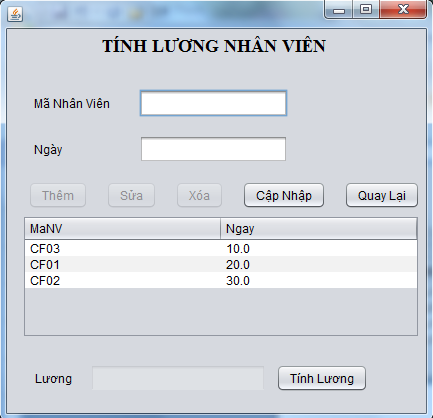 TÍNH LƯƠNG NHÂN VIÊN
Mã Nhân Viên
Ngày
Thêm Sửa Xóa Cập Nhập Quay Lại
MaNV Ngay
CF03 10.0
CF01 20.0
CF02 30.0
Lương Tính Lương